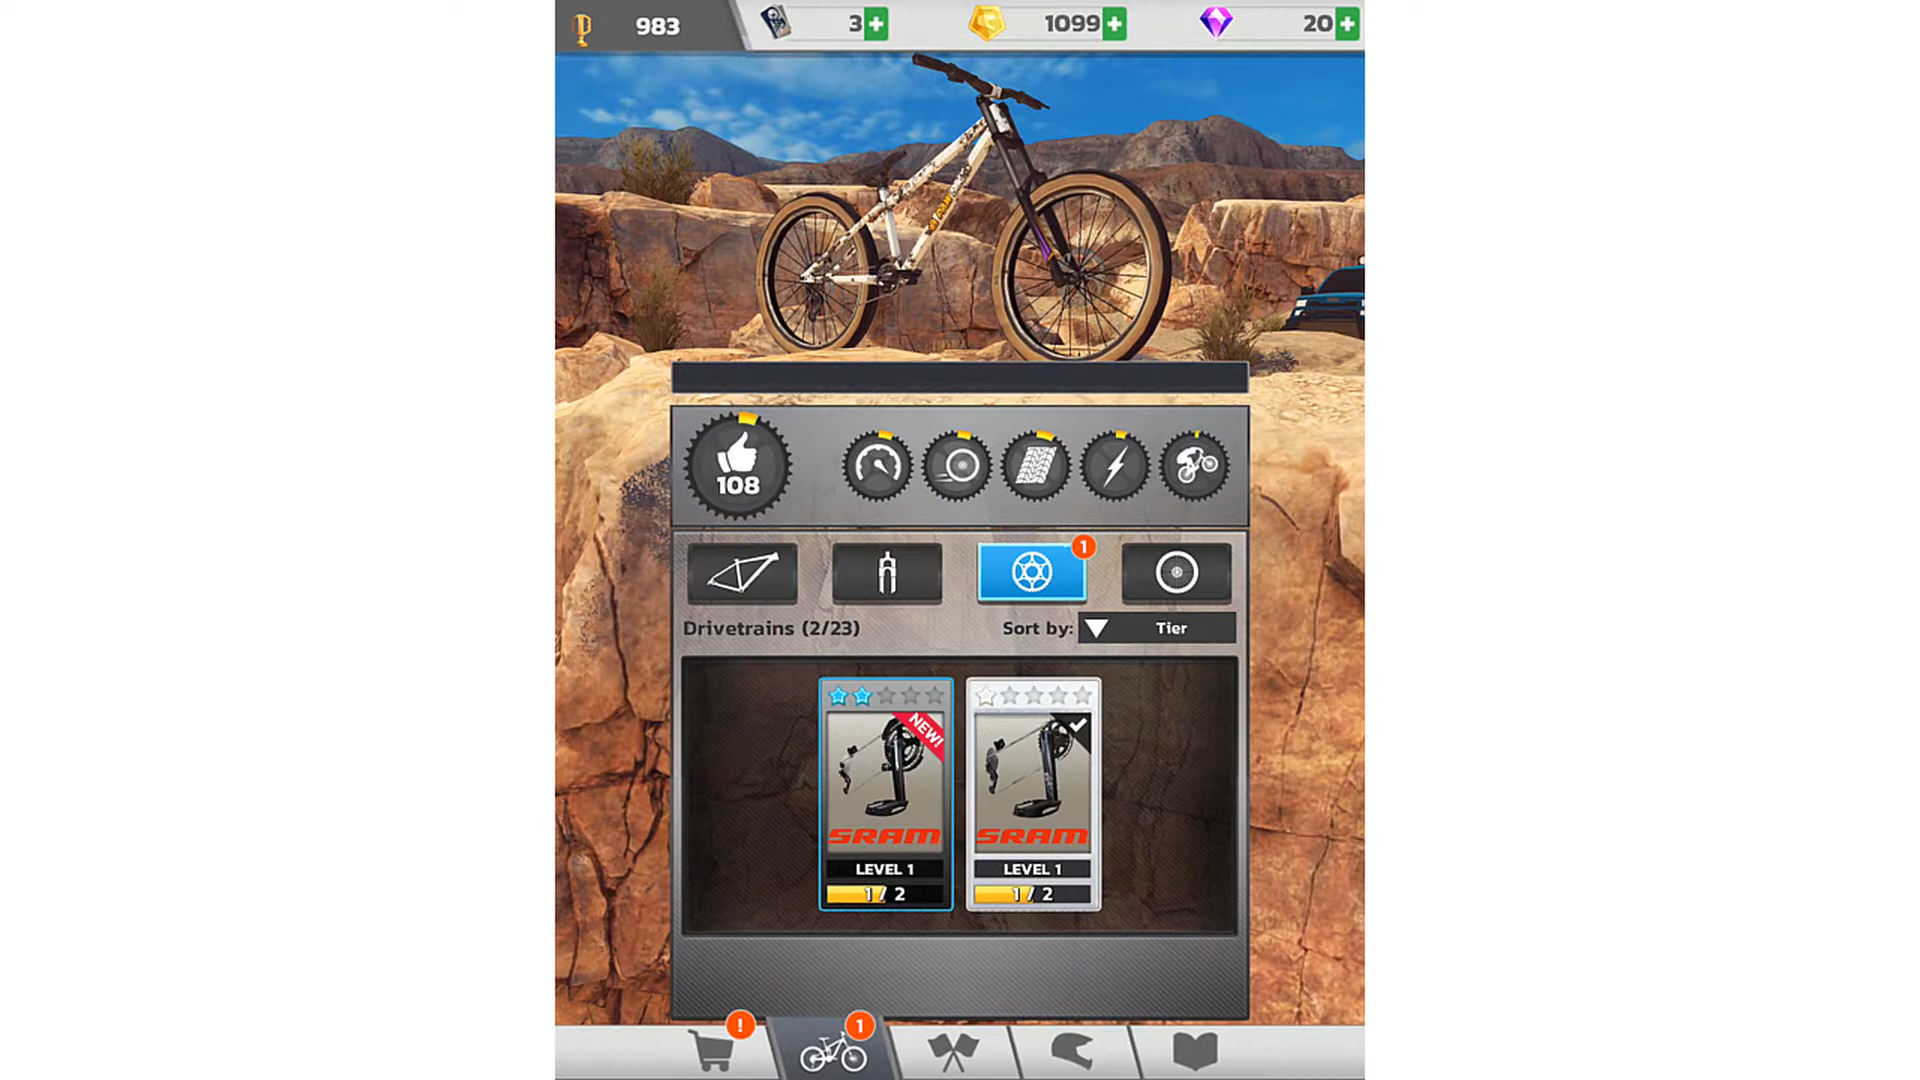 983
3
1099
20
108
1
Drivetrains (2/23)
Sort by:
Tier
NEW!
SRAM
SRAM
LEVEL 1
LEVEL 1
1 / 2
1 / 2
!
1